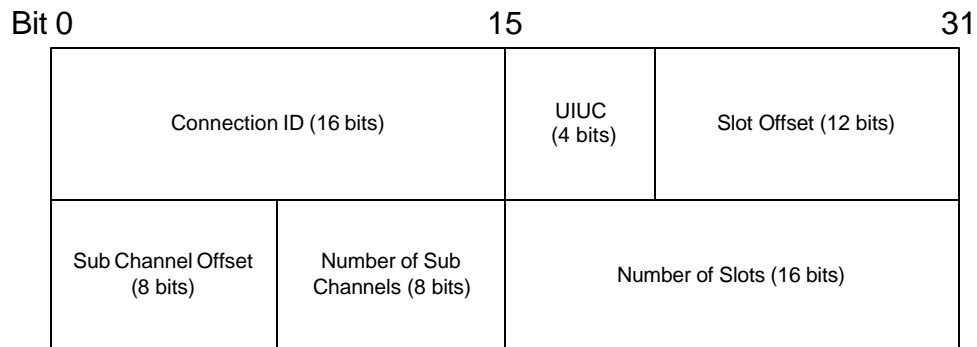 Bit 0 15 31
Connection ID (16 bits)
UIUC
(4 bits)
Slot Offset (12 bits)
Sub Channel Offset
(8 bits)
Number of Sub
Channels (8 bits)
Number of Slots (16 bits)